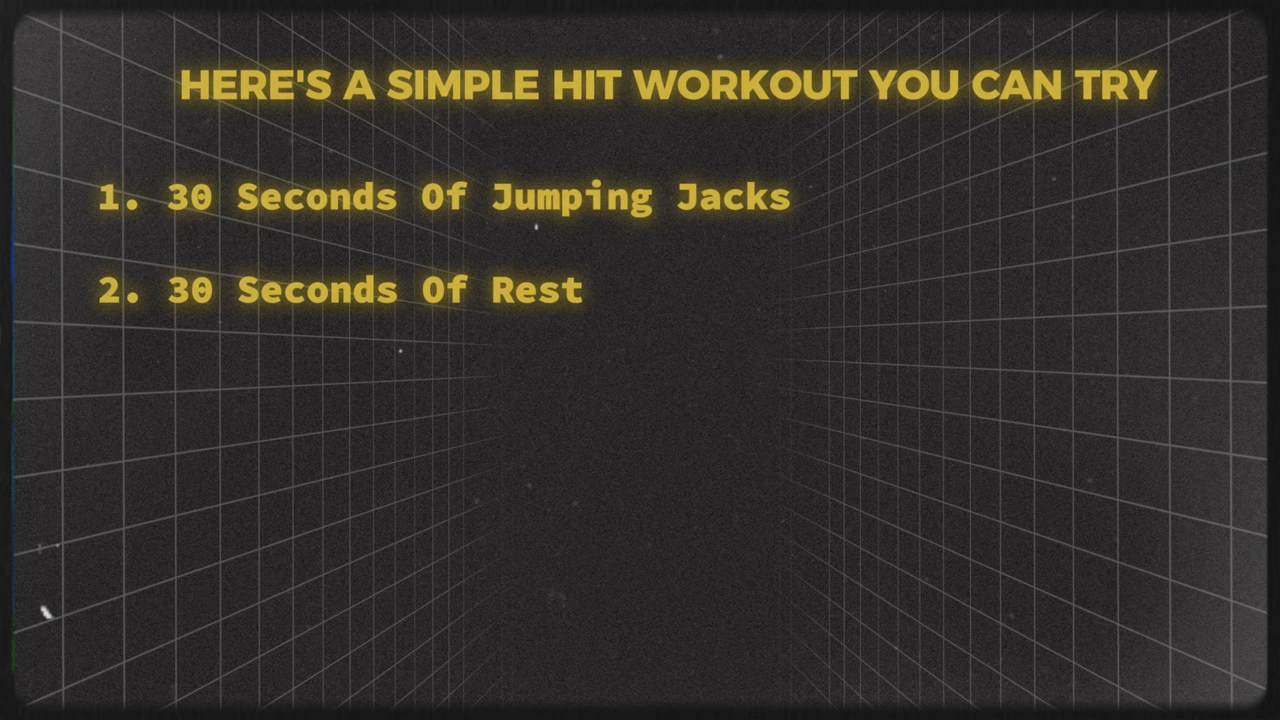 HERE'S A SIMPLE HIT WORKOUT YOU CAN TRY
1. 30 Seconds Of Jumping Jacks
2. 30 Seconds Of Rest